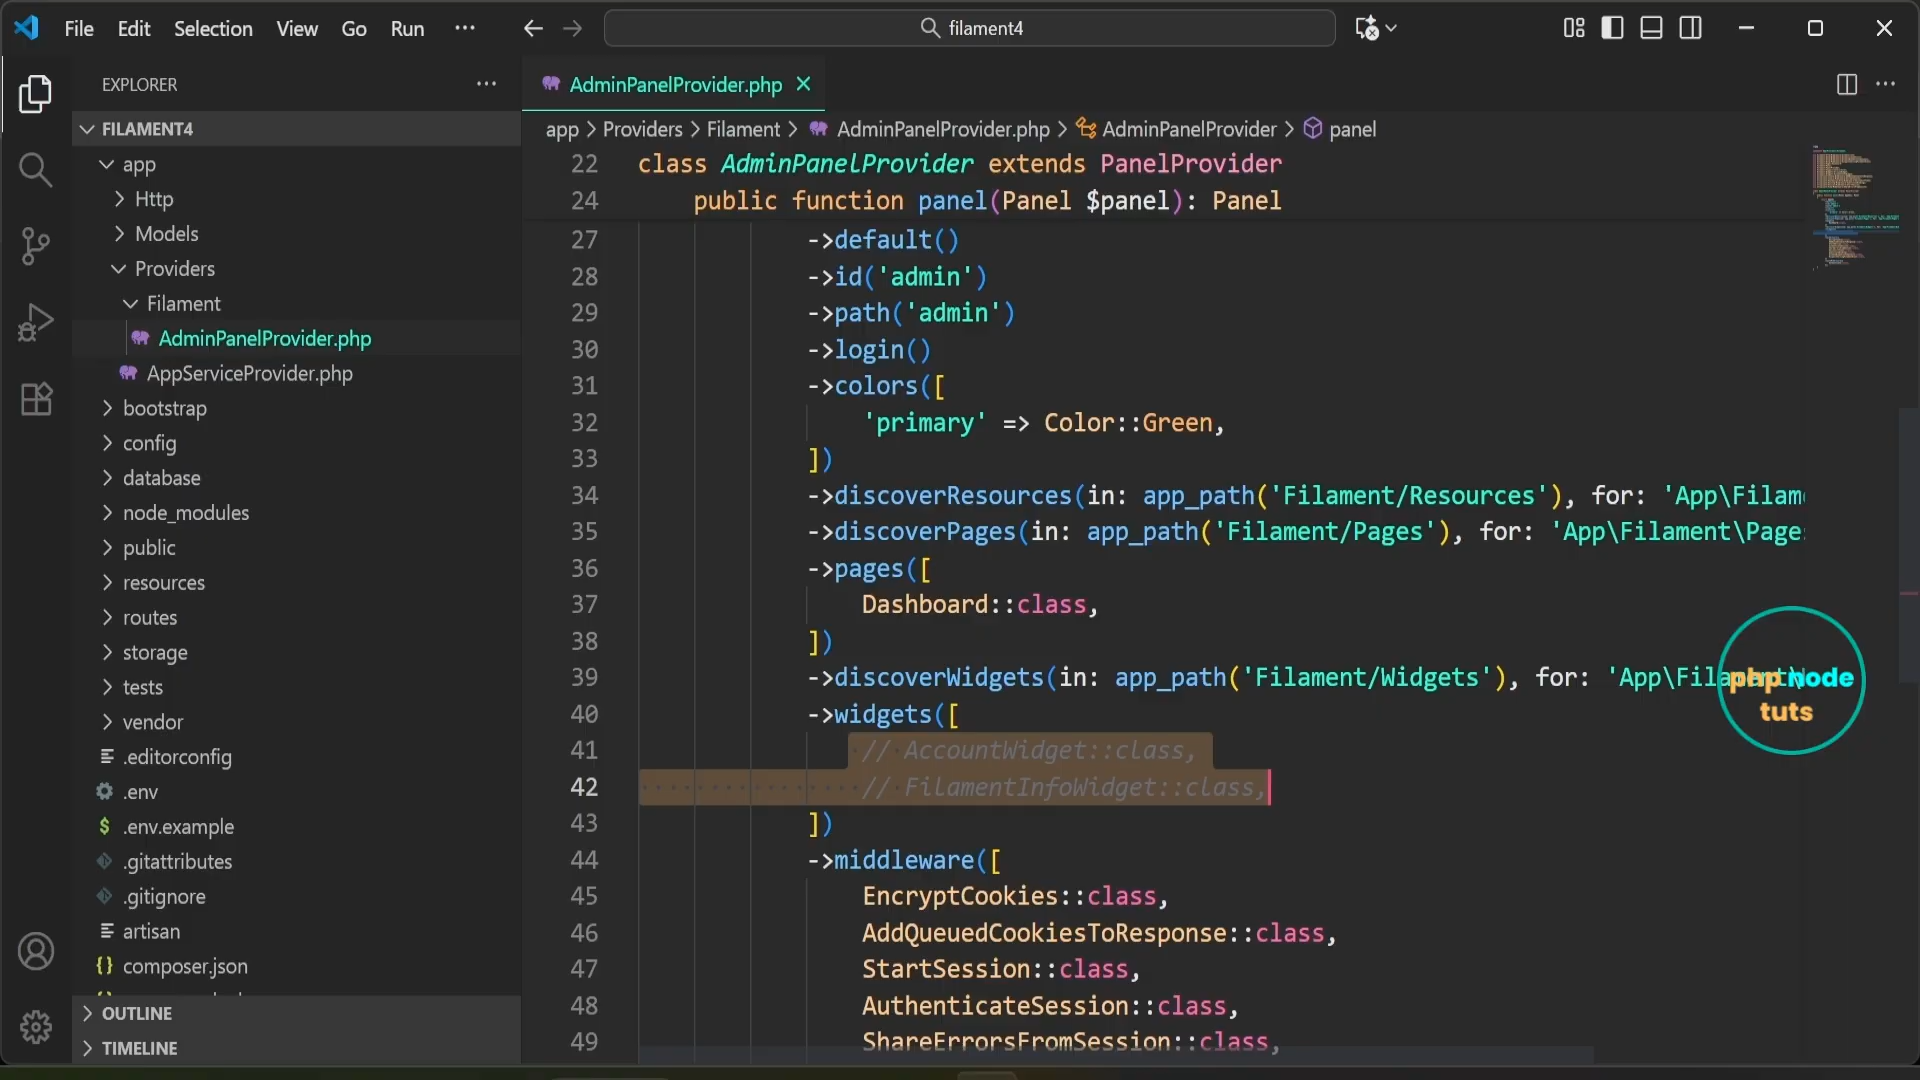 File Edit Selection View Go Run ··· filament4
EXPLORER ···
FILAMENT4
app
Http
Models
Providers
Filament
AdminPanelProvider.php
AppServiceProvider.php
bootstrap
config
database
node_modules
public
resources
routes
storage
tests
vendor
.editorconfig
.env
.env.example
.gitattributes
.gitignore
artisan
composer.json
OUTLINE
TIMELINE
AdminPanelProvider.php
app > Providers > Filament > AdminPanelProvider.php > AdminPanelProvider > panel
22 class AdminPanelProvider extends PanelProvider
24 public function panel(Panel $panel): Panel
27 ->default()
28 ->id('admin')
29 ->path('admin')
30 ->login()
31 ->colors([
32 'primary' => Color::Green,
33 ])
34 ->discoverResources(in: app_path('Filament/Resources'), for: 'App\Filam
35 ->discoverPages(in: app_path('Filament/Pages'), for: 'App\Filament\Page
36 ->pages([
37 Dashboard::class,
38 ])
39 ->discoverWidgets(in: app_path('Filament/Widgets'), for: 'App\Filament\
40 ->widgets([
41 // AccountWidget::class,
42 // FilamentInfoWidget::class,
43 ])
44 ->middleware([
45 EncryptCookies::class,
46 AddQueuedCookiesToResponse::class,
47 StartSession::class,
48 AuthenticateSession::class,
49 ShareErrorsFromSession::class,
php node
tuts